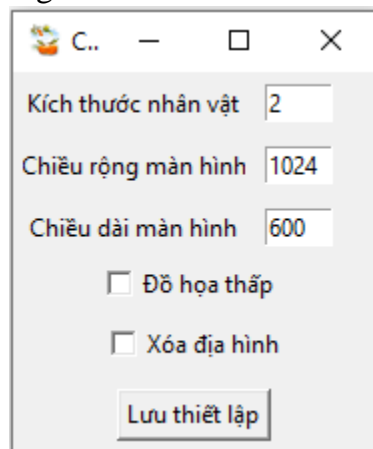 C..
Kích thước nhân vật 2
Chiều rộng màn hình 1024
Chiều dài màn hình 600
Đồ họa thấp
Xóa địa hình
Lưu thiết lập